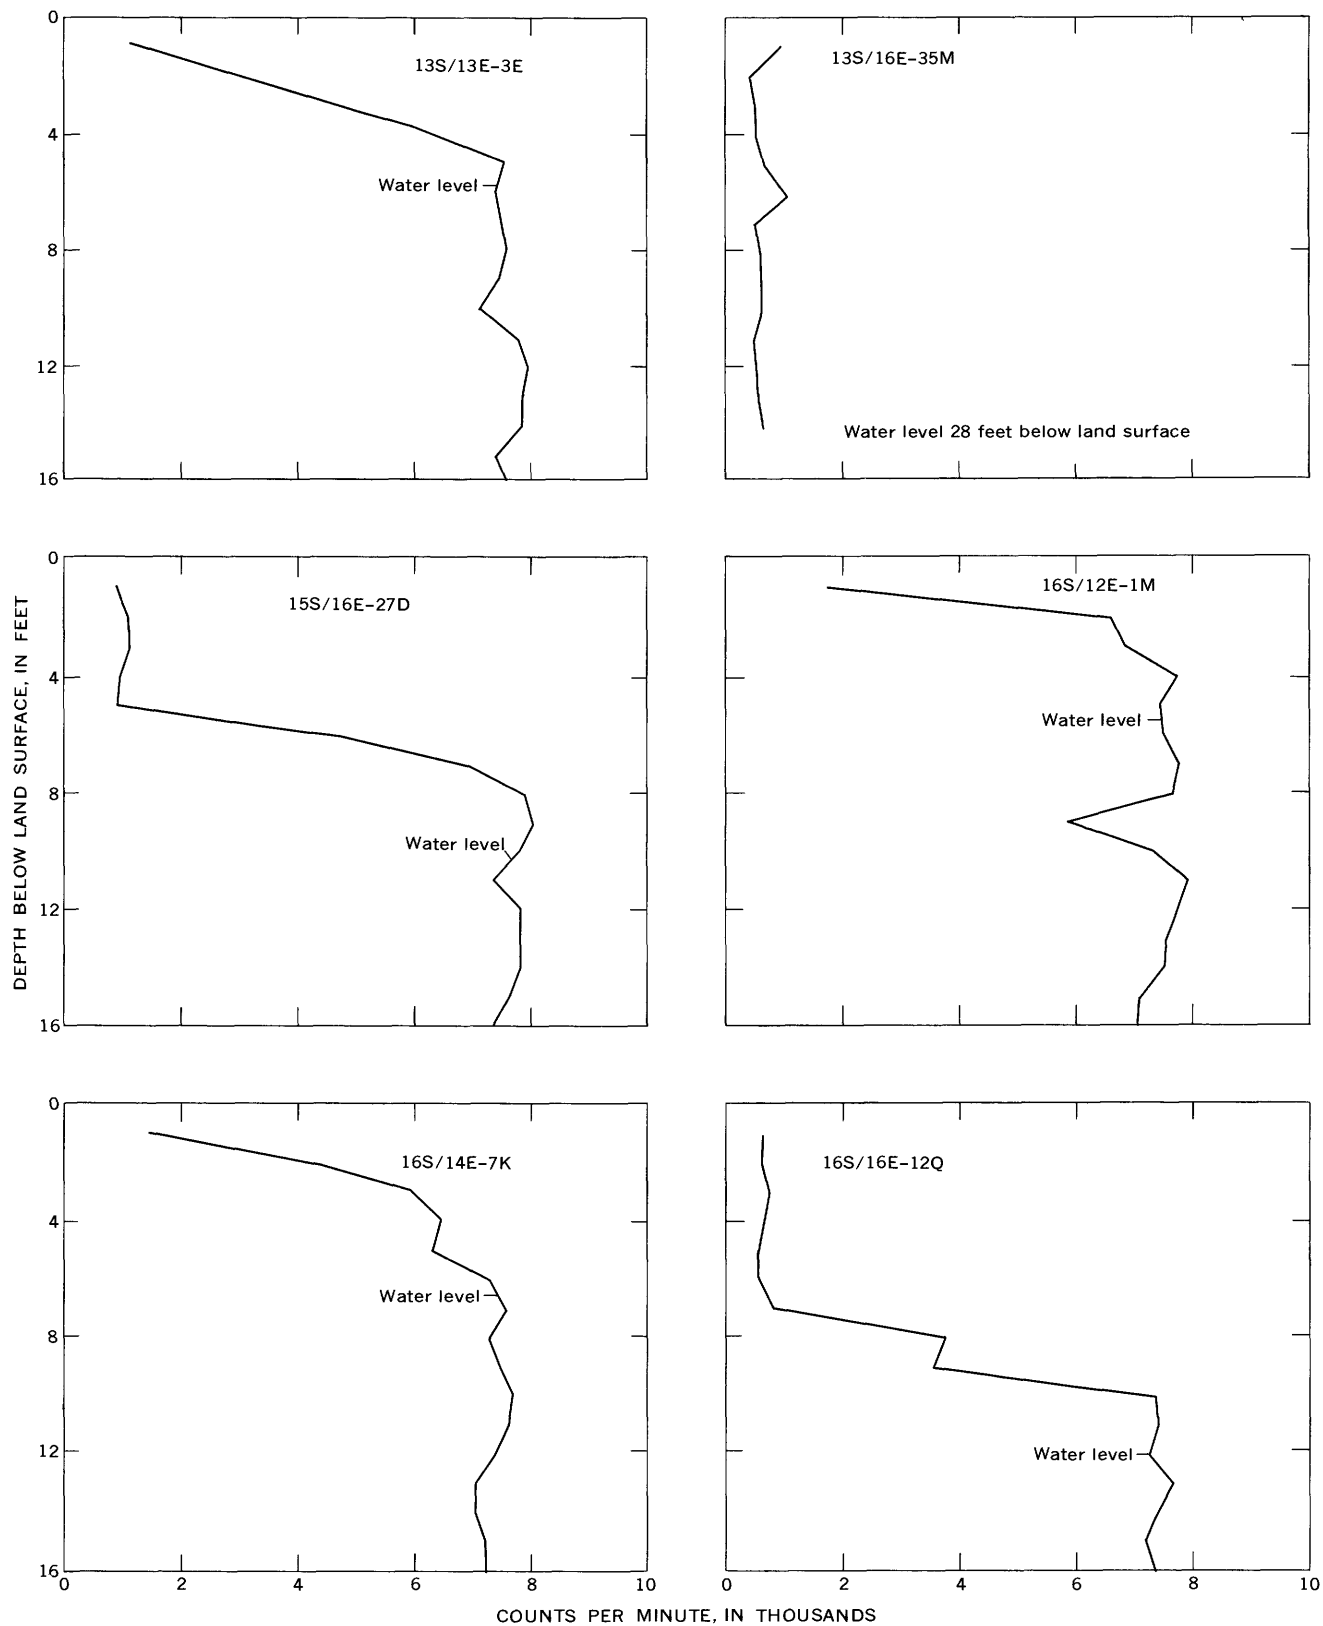 0
13S/13E-3E
13S/16E-35M
4
Water level
8
12
Water level 28 feet below land surface
16
0
16S/12E-1M
15S/16E-27D
4
Water level
8
Water level
12
16
0
16S/14E-7K
16S/16E-12Q
4
Water level
8
12
Water level
16
0 2 4 6 8 10
0 2 4 6 8 10
DEPTH BELOW LAND SURFACE, IN FEET
COUNTS PER MINUTE, IN THOUSANDS